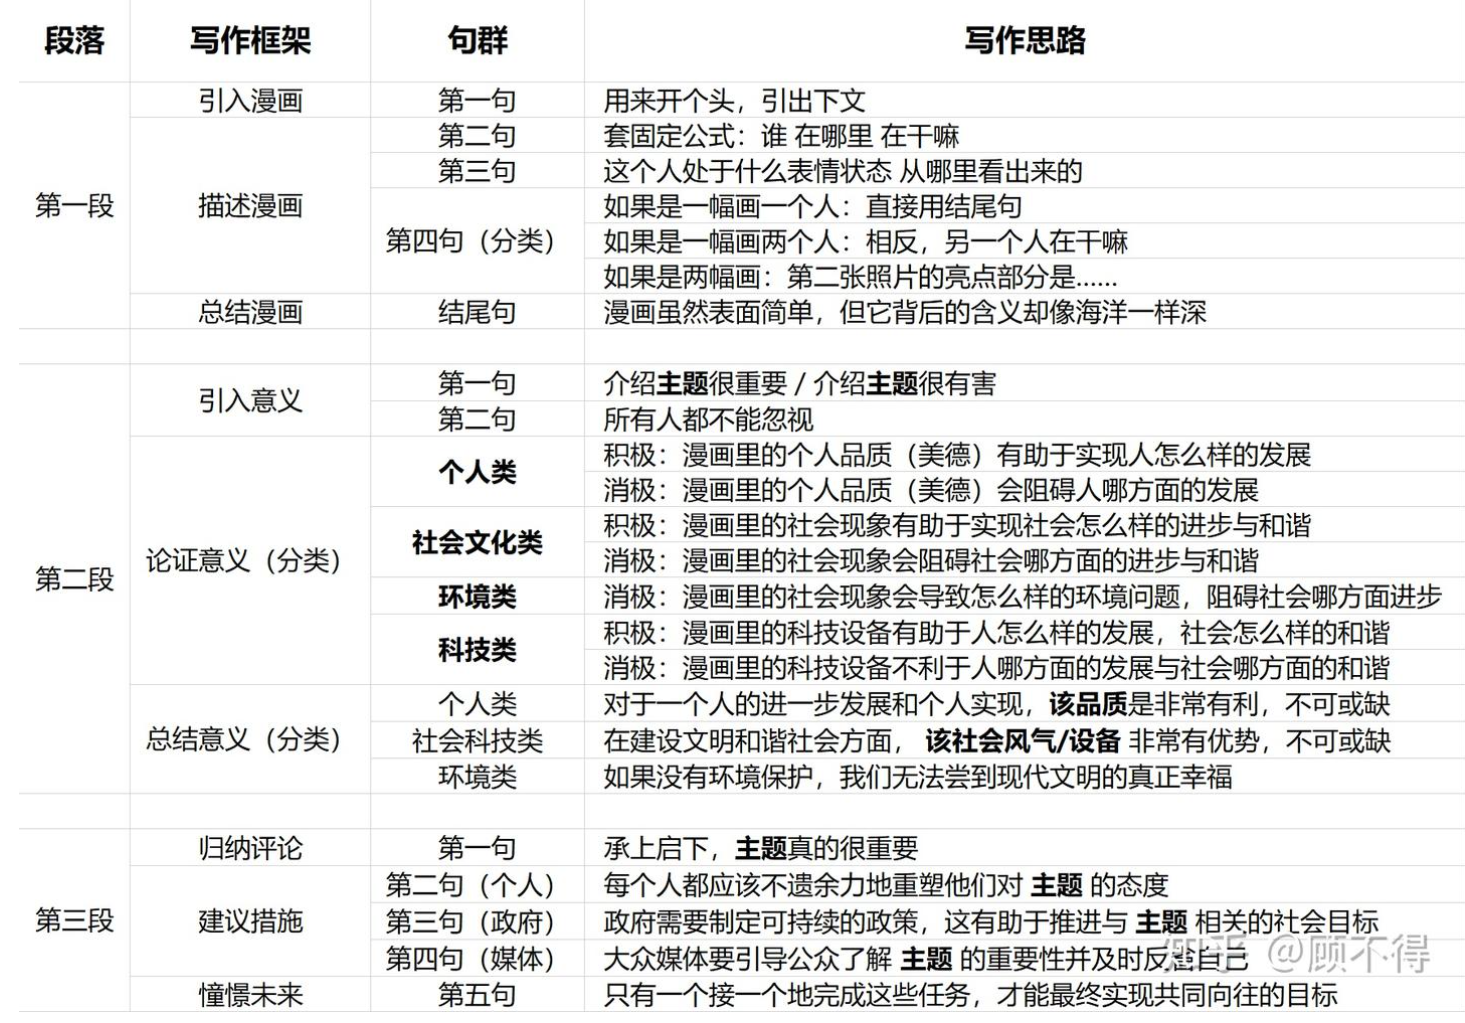 段落 写作框架 句群 写作思路
引入漫画 第一句 用来开个头，引出下文
第二句 套固定公式：谁 在哪里 在干嘛
第三句 这个人处于什么表情状态 从哪里看出来的
第一段 描述漫画 如果是一幅画一个人：直接用结尾句
第四句（分类） 如果是一幅画两个人：相反，另一个人在干嘛
如果是两幅画：第二张照片的亮点部分是......
总结漫画 结尾句 漫画虽然表面简单，但它背后的含义却像海洋一样深
引入意义 第一句 介绍主题很重要 / 介绍主题很有害
第二句 所有人都不能忽视
个人类 积极：漫画里的个人品质（美德）有助于实现人怎么样的发展
消极：漫画里的个人品质（美德）会阻碍人哪方面的发展
社会文化类 积极：漫画里的社会现象有助于实现社会怎么样的进步与和谐
第二段 论证意义（分类） 消极：漫画里的社会现象会阻碍社会哪方面的进步与和谐
环境类 消极：漫画里的社会现象会导致怎么样的环境问题，阻碍社会哪方面进步
科技类 积极：漫画里的科技设备有助于人怎么样的发展，社会怎么样的和谐
消极：漫画里的科技设备不利于人哪方面的发展与社会哪方面的和谐
个人类 对于一个人的进一步发展和个人实现，该品质是非常有利，不可或缺
总结意义（分类） 社会科技类 在建设文明和谐社会方面， 该社会风气/设备 非常有优势，不可或缺
环境类 如果没有环境保护，我们无法尝到现代文明的真正幸福
归纳评论 第一句 承上启下，主题真的很重要
第二句（个人） 每个人都应该不遗余力地重塑他们对 主题 的态度
第三段 建议措施 第三句（政府） 政府需要制定可持续的政策，这有助于推进与 主题 相关的社会目标
第四句（媒体） 大众媒体要引导公众了解 主题 的重要性并及时反省自己
憧憬未来 第五句 只有一个接一个地完成这些任务，才能最终实现共同向往的目标
知乎 @顾不得